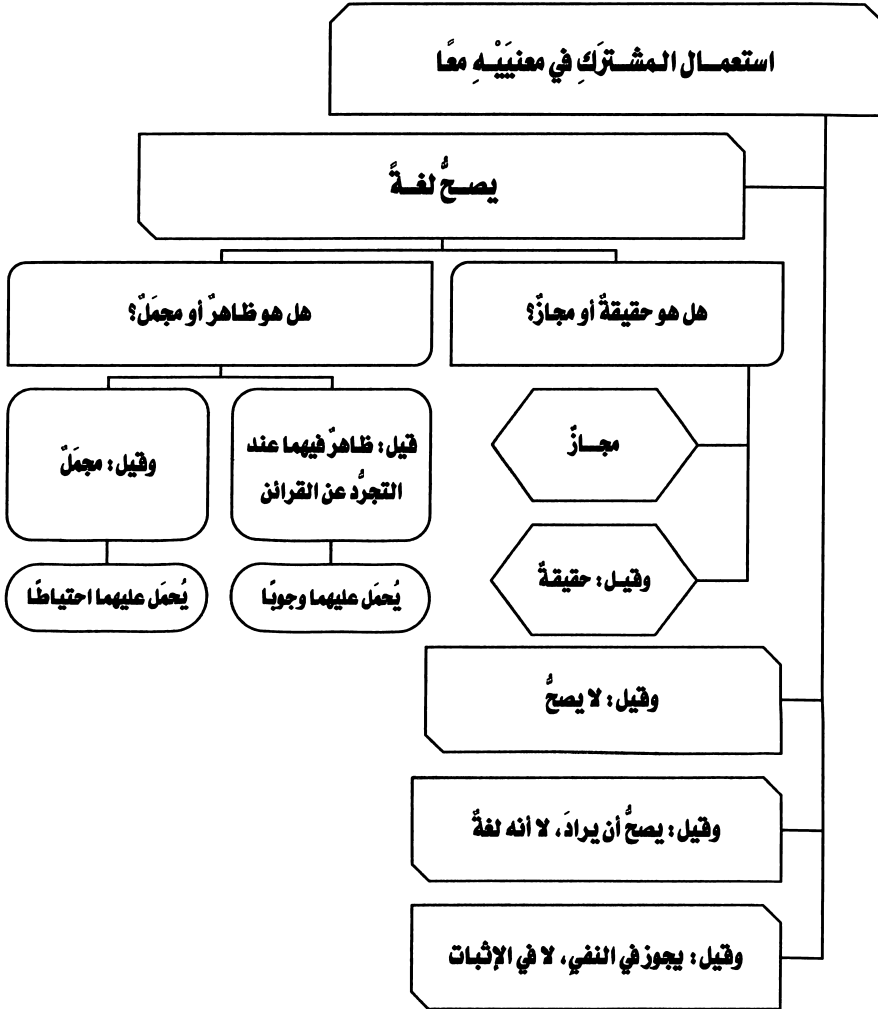 استعمال المشترَكِ في معنيَيْهِ معًا
يصحُّ لغةً
هل هو حقيقةٌ أو مجازٌ؟
مجازٌ
وقيل: حقيقةٌ
هل هو ظاهرٌ أو مجمَلٌ؟
قيل: ظاهرٌ فيهما عند
التجرُّد عن القرائن
يُحمَل عليهما وجوبًا
وقيل: مجمَلٌ
يُحمَل عليهما احتياطًا
وقيل: لا يصحُّ
وقيل: يصحُّ أن يرادَ، لا أنه لغةٌ
وقيل: يجوز في النفي، لا في الإثبات